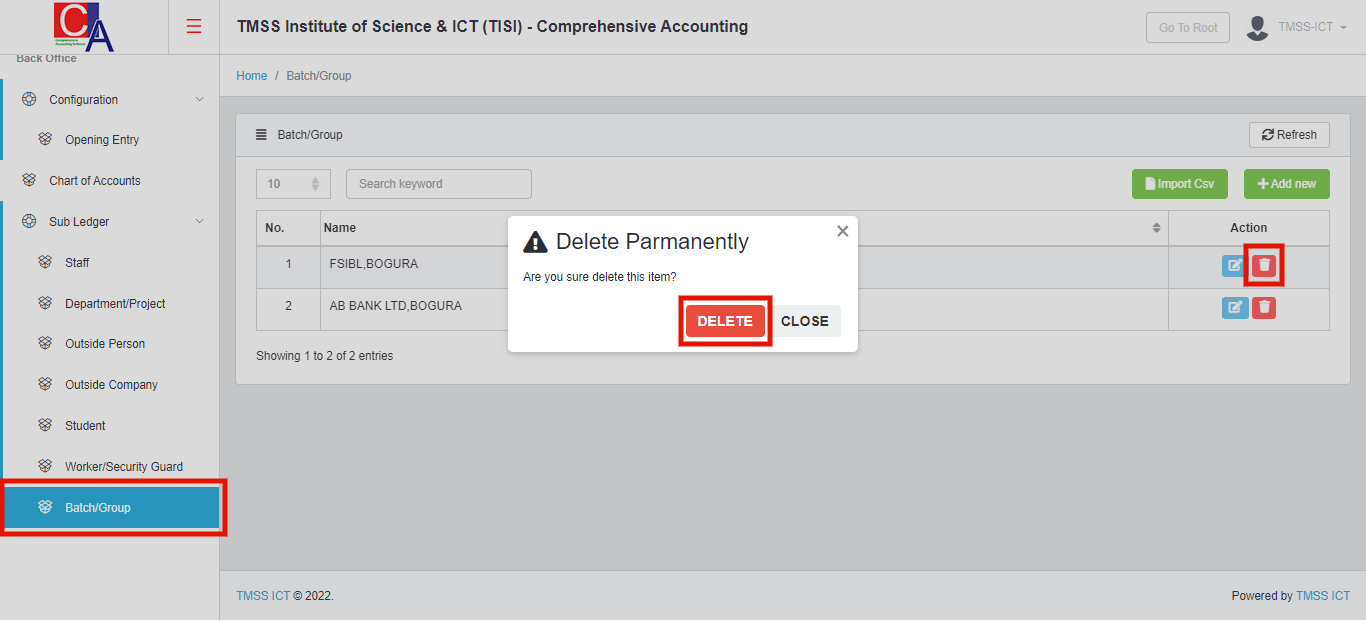 CA
Comprehensive
Accounting Software
TMSS Institute of Science & ICT (TISI) - Comprehensive Accounting
Go To Root
TMSS-ICT
Back Office
Home / Batch/Group
Configuration
Opening Entry
Chart of Accounts
Sub Ledger
Staff
Department/Project
Outside Person
Outside Company
Student
Worker/Security Guard
Batch/Group
Batch/Group
Refresh
10
Search keyword
Import Csv
Add new
No. Name Action
1 FSIBL,BOGURA
2 AB BANK LTD,BOGURA
Showing 1 to 2 of 2 entries
Delete Parmanently
Are you sure delete this item?
DELETE CLOSE
TMSS ICT © 2022.
Powered by TMSS ICT